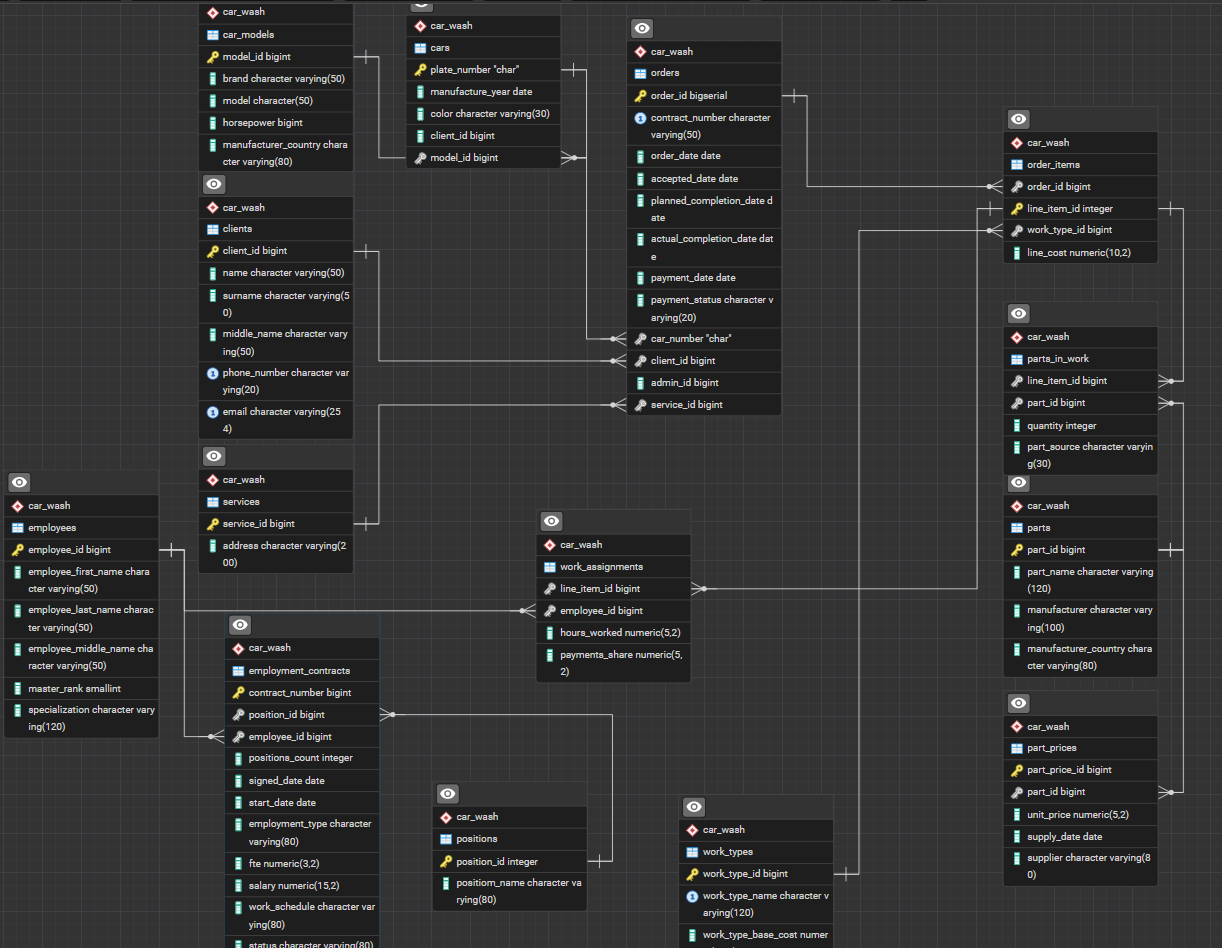 car_wash
car_models
model_id bigint
brand character varying(50)
model character(50)
horsepower bigint
manufacturer_country chara
cter varying(80)
car_wash
cars
plate_number "char"
manufacture_year date
color character varying(30)
client_id bigint
model_id bigint
car_wash
orders
order_id bigserial
contract_number character
varying(50)
order_date date
accepted_date date
planned_completion_date d
ate
actual_completion_date dat
e
payment_date date
payment_status character v
arying(20)
car_number "char"
client_id bigint
admin_id bigint
service_id bigint
car_wash
order_items
order_id bigint
line_item_id integer
work_type_id bigint
line_cost numeric(10,2)
car_wash
clients
client_id bigint
name character varying(50)
surname character varying(5
0)
middle_name character vary
ing(50)
phone_number character var
ying(20)
email character varying(25
4)
car_wash
parts_in_work
line_item_id bigint
part_id bigint
quantity integer
part_source character varyin
g(30)
car_wash
services
service_id bigint
address character varying(2
00)
car_wash
employees
employee_id bigint
employee_first_name chara
cter varying(50)
employee_last_name charac
ter varying(50)
employee_middle_name cha
racter varying(50)
master_rank smallint
specialization character vary
ing(120)
car_wash
work_assignments
line_item_id bigint
employee_id bigint
hours_worked numeric(5,2)
payments_share numeric(5,
2)
car_wash
parts
part_id bigint
part_name character varying
(120)
manufacturer character vary
ing(100)
manufacturer_country chara
cter varying(80)
car_wash
employment_contracts
contract_number bigint
position_id bigint
employee_id bigint
positions_count integer
signed_date date
start_date date
employment_type character
varying(80)
fte numeric(3,2)
salary numeric(15,2)
work_schedule character var
ying(80)
status character varying(80)
car_wash
positions
position_id integer
positiom_name character va
rying(80)
car_wash
work_types
work_type_id bigint
work_type_name character v
arying(120)
work_type_base_cost numer
car_wash
part_prices
part_price_id bigint
part_id bigint
unit_price numeric(5,2)
supply_date date
supplier character varying(8
0)